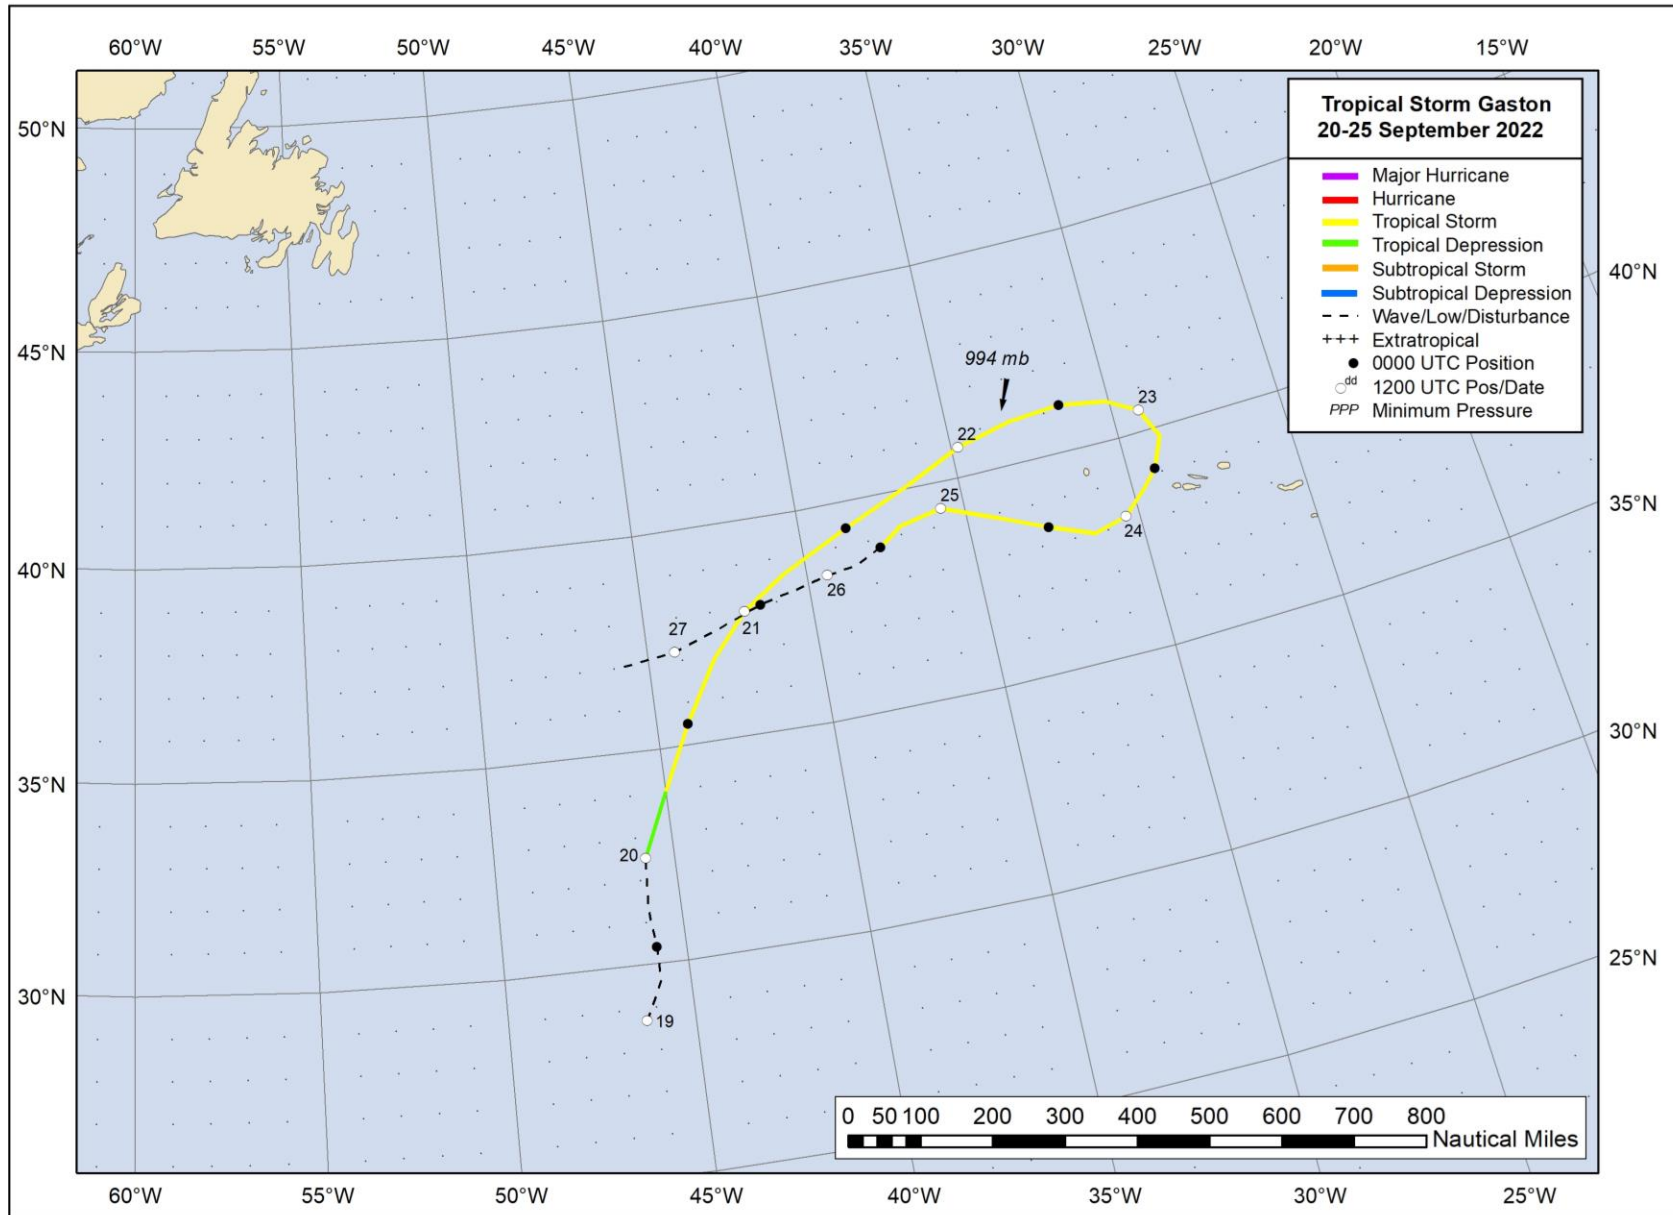 60°W 55°W 50°W 45°W 40°W 35°W 30°W 25°W 20°W 15°W
Tropical Storm Gaston
20-25 September 2022
Major Hurricane
Hurricane
Tropical Storm
Tropical Depression
Subtropical Storm
Subtropical Depression
Wave/Low/Disturbance
+++ Extratropical
0000 UTC Position
dd 1200 UTC Pos/Date
PPP Minimum Pressure
50°N
45°N
40°N
35°N
30°N
40°N
35°N
30°N
25°N
994 mb
23
22
25
24
26
21
27
20
19
0 50 100 200 300 400 500 600 700 800
Nautical Miles
60°W 55°W 50°W 45°W 40°W 35°W 30°W 25°W